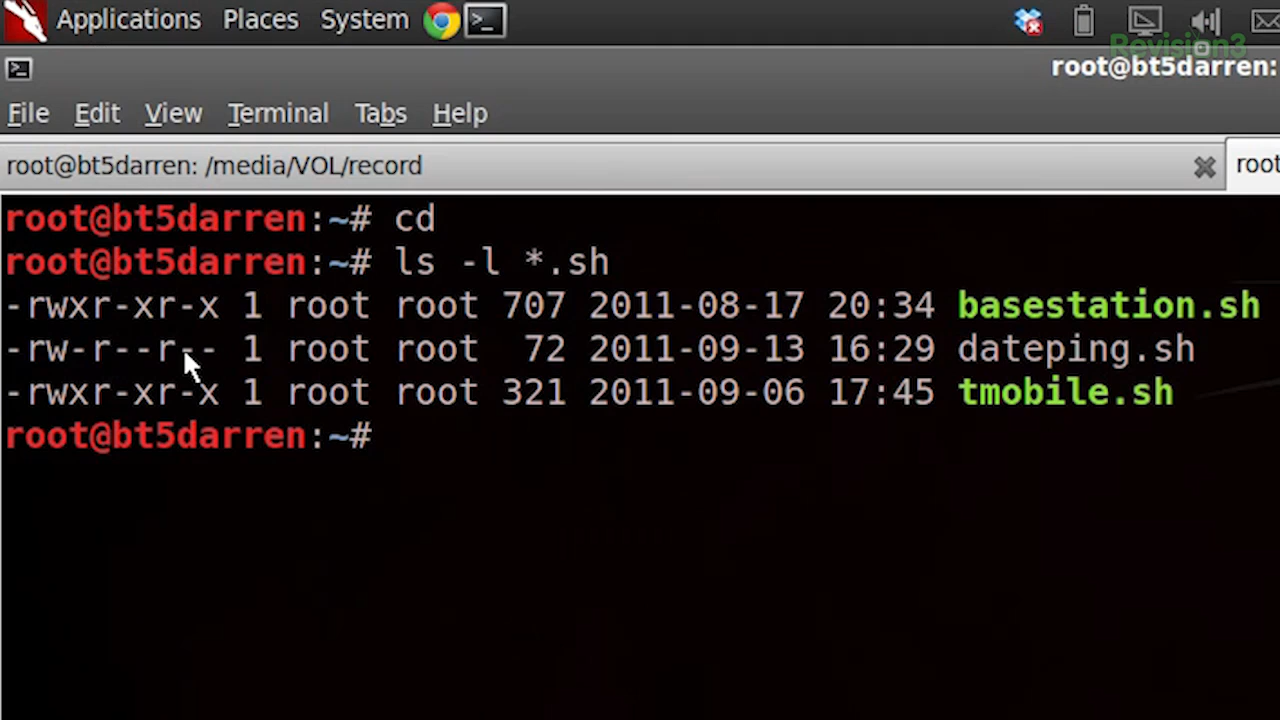 Applications Places System
Revision3
root@bt5darren:
File Edit View Terminal Tabs Help
root@bt5darren: /media/VOL/record
root
root@bt5darren:~# cd
root@bt5darren:~# ls -l *.sh
-rwxr-xr-x 1 root root 707 2011-08-17 20:34 basestation.sh
-rw-r--r-- 1 root root  72 2011-09-13 16:29 dateping.sh
-rwxr-xr-x 1 root root 321 2011-09-06 17:45 tmobile.sh
root@bt5darren:~#